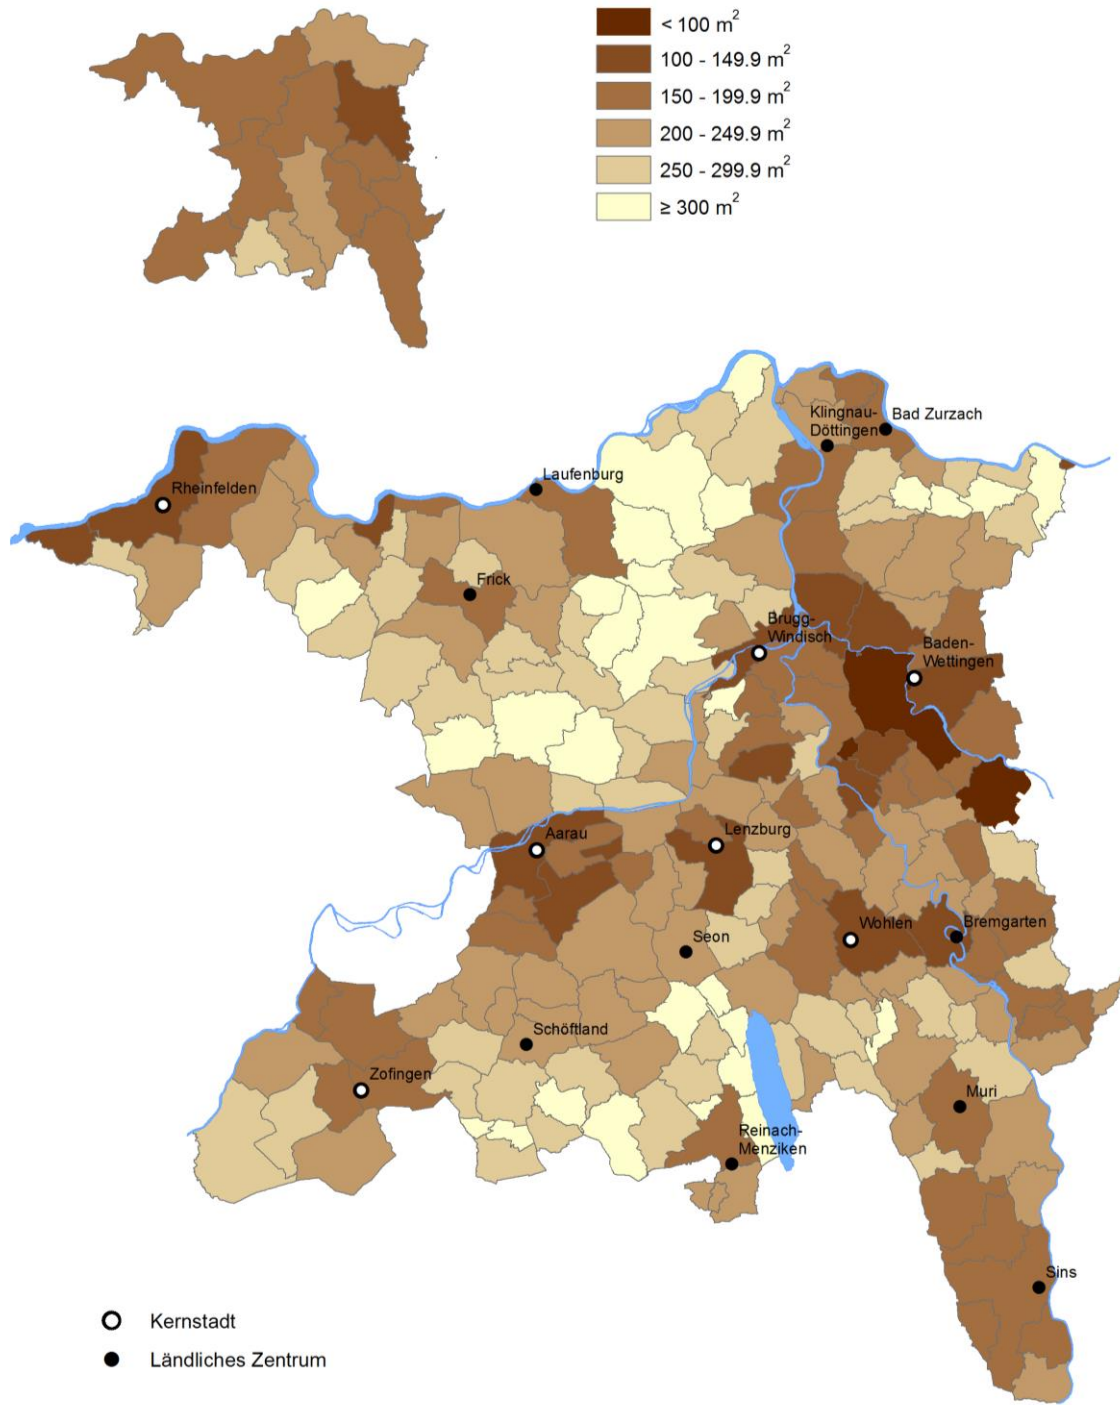 < 100 m²
100 - 149.9 m²
150 - 199.9 m²
200 - 249.9 m²
250 - 299.9 m²
≥ 300 m²
Klingnau-
Döttingen
Bad Zurzach
Laufenburg
Rheinfelden
Frick
Brugg-
Windisch
Baden-
Wettingen
Aarau
Lenzburg
Wohlen
Bremgarten
Seon
Schöftland
Zofingen
Muri
Reinach-
Menziken
Sins
Kernstadt
Ländliches Zentrum